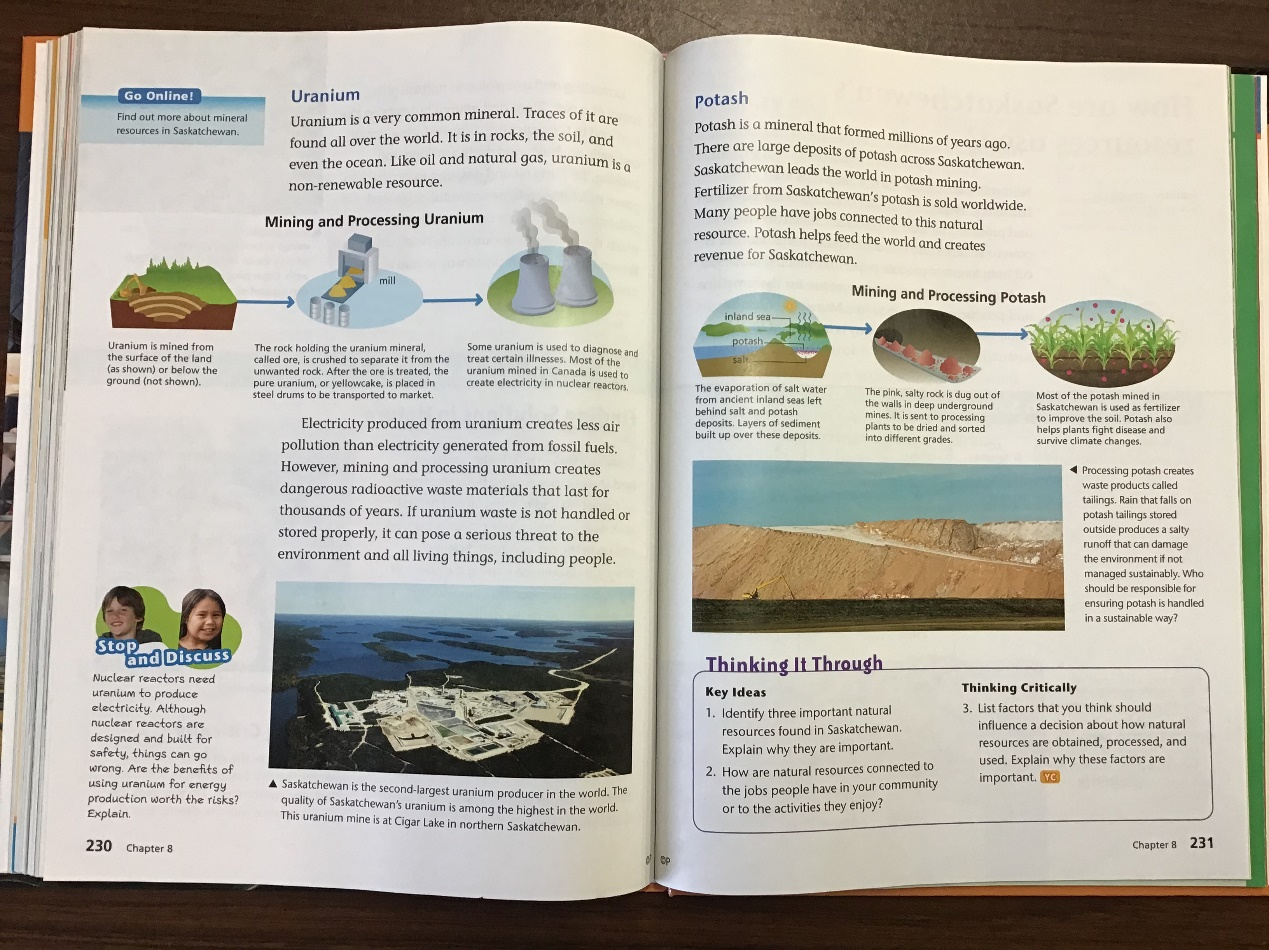 Go Online!
Find out more about mineral
resources in Saskatchewan.
Uranium
Uranium is a very common mineral. Traces of it are
found all over the world. It is in rocks, the soil, and
even the ocean. Like oil and natural gas, uranium is a
non-renewable resource.
Mining and Processing Uranium
mill
Uranium is mined from
the surface of the land
(as shown) or below the
ground (not shown).
The rock holding the uranium mineral,
called ore, is crushed to separate it from the
unwanted rock. After the ore is treated, the
pure uranium, or yellowcake, is placed in
steel drums to be transported to market.
Some uranium is used to diagnose and
treat certain illnesses. Most of the
uranium mined in Canada is used to
create electricity in nuclear reactors.
Electricity produced from uranium creates less air
pollution than electricity generated from fossil fuels.
However, mining and processing uranium creates
dangerous radioactive waste materials that last for
thousands of years. If uranium waste is not handled or
stored properly, it can pose a serious threat to the
environment and all living things, including people.
Stop
and Discuss
Nuclear reactors need
uranium to produce
electricity. Although
nuclear reactors are
designed and built for
safety, things can go
wrong. Are the benefits of
using uranium for energy
production worth the risks?
Explain.
▲ Saskatchewan is the second-largest uranium producer in the world. The
quality of Saskatchewan's uranium is among the highest in the world.
This uranium mine is at Cigar Lake in northern Saskatchewan.
230 Chapter 8
Potash
Potash is a mineral that formed millions of years ago.
There are large deposits of potash across Saskatchewan.
Saskatchewan leads the world in potash mining.
Fertilizer from Saskatchewan's potash is sold worldwide.
Many people have jobs connected to this natural
resource. Potash helps feed the world and creates
revenue for Saskatchewan.
Mining and Processing Potash
inland sea
potash
salt
The evaporation of salt water
from ancient inland seas left
behind salt and potash
deposits. Layers of sediment
built up over these deposits.
The pink, salty rock is dug out of
the walls in deep underground
mines. It is sent to processing
plants to be dried and sorted
into different grades.
Most of the potash mined in
Saskatchewan is used as fertilizer
to improve the soil. Potash also
helps plants fight disease and
survive climate changes.
◀ Processing potash creates
waste products called
tailings. Rain that falls on
potash tailings stored
outside produces a salty
runoff that can damage
the environment if not
managed sustainably. Who
should be responsible for
ensuring potash is handled
in a sustainable way?
Thinking It Through
Key Ideas
1. Identify three important natural
resources found in Saskatchewan.
Explain why they are important.
2. How are natural resources connected to
the jobs people have in your community
or to the activities they enjoy?
Thinking Critically
3. List factors that you think should
influence a decision about how natural
resources are obtained, processed, and
used. Explain why these factors are
important. YC
Chapter 8 231